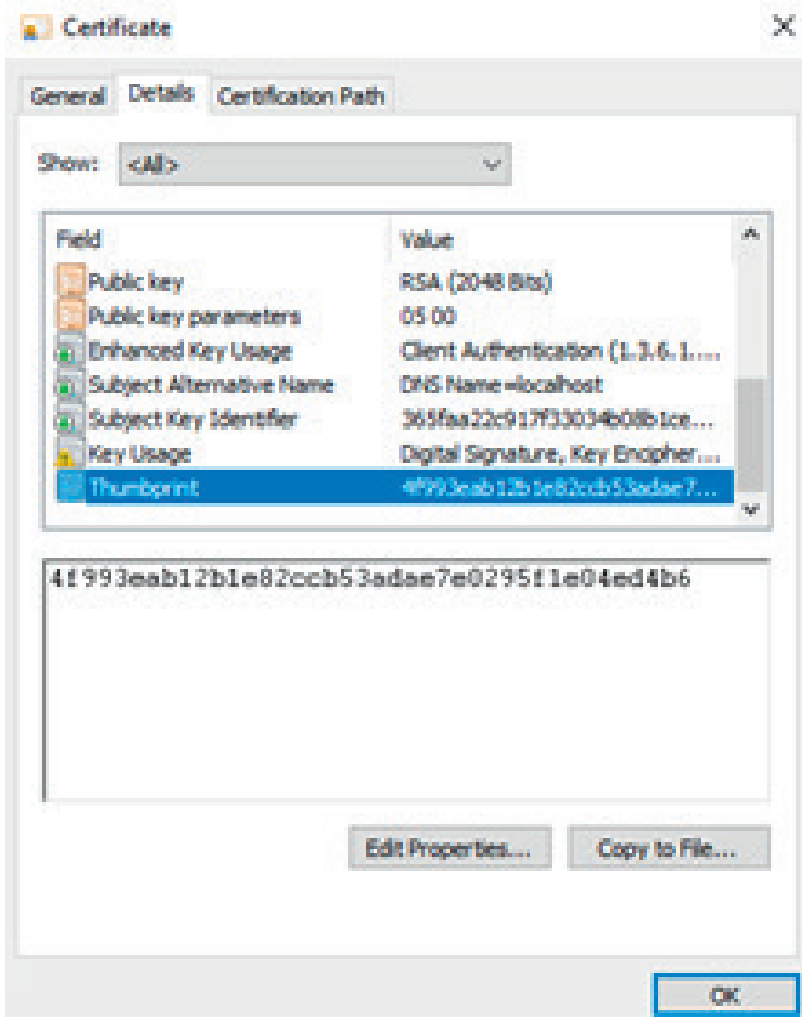 Certificate
General Details Certification Path
Show: <All>
Field Value
Public key RSA (2048 Bits)
Public key parameters 05 00
Enhanced Key Usage Client Authentication (1.3.6.1....
Subject Alternative Name DNS Name=localhost
Subject Key Identifier 365faa22c917f33034b08b1ce...
Key Usage Digital Signature, Key Encipher...
Thumbprint 4f993eab12b1e82ccb53adae7...
4f993eab12b1e82ccb53adae7e0295f1e04ed4b6
Edit Properties... Copy to File...
OK